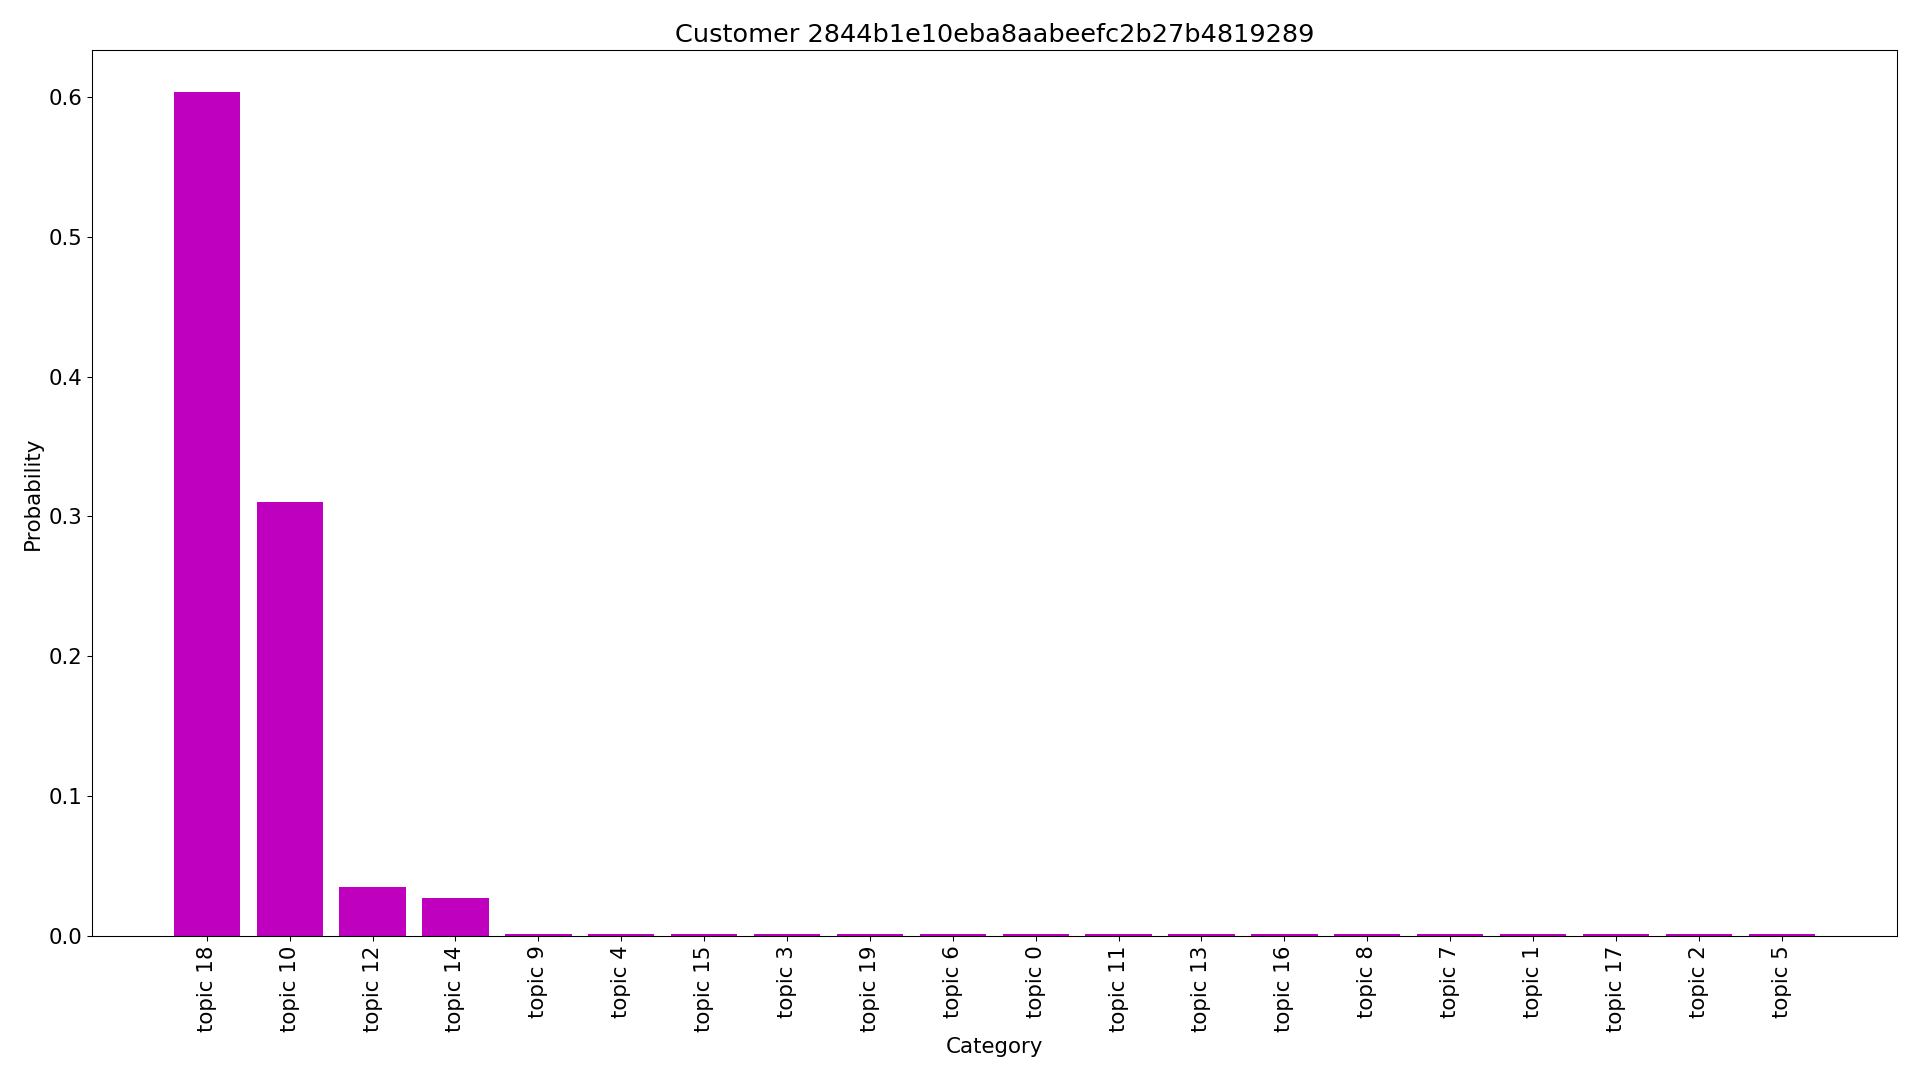 Customer 2844b1e10eba8aabeefc2b27b4819289
Probability
0.6
0.5
0.4
0.3
0.2
0.1
0.0
topic 18
topic 10
topic 12
topic 14
topic 9
topic 4
topic 15
topic 3
topic 19
topic 6
topic 0
topic 11
topic 13
topic 16
topic 8
topic 7
topic 1
topic 17
topic 2
topic 5
Category